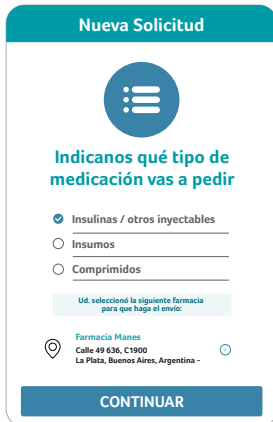 Nueva Solicitud
Indicanos qué tipo de
medicación vas a pedir
Insulinas / otros inyectables
Insumos
Comprimidos
Ud. seleccionó la siguiente farmacia
para que haga el envío:
Farmacia Manes
Calle 49 636, C1900
La Plata, Buenos Aires, Argentina -
CONTINUAR